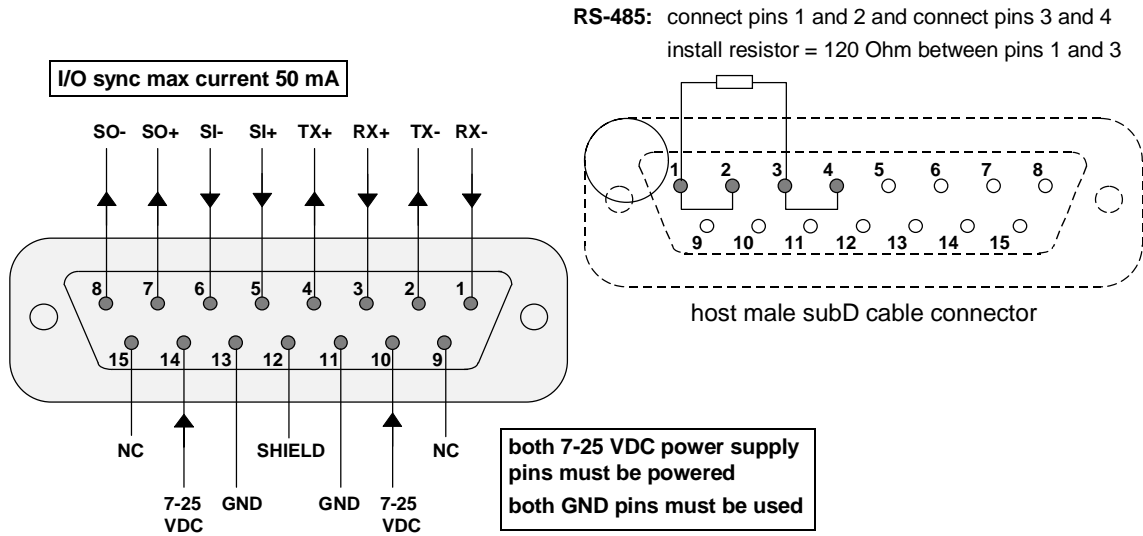 RS-485: connect pins 1 and 2 and connect pins 3 and 4
install resistor = 120 Ohm between pins 1 and 3
I/O sync max current 50 mA
SO- SO+ SI- SI+ TX+ RX+ TX- RX-
8 7 6 5 4 3 2 1
15 14 13 12 11 10 9
NC SHIELD NC
7-25 VDC GND GND 7-25 VDC
1 2 3 4 5 6 7 8
9 10 11 12 13 14 15
host male subD cable connector
both 7-25 VDC power supply
pins must be powered
both GND pins must be used